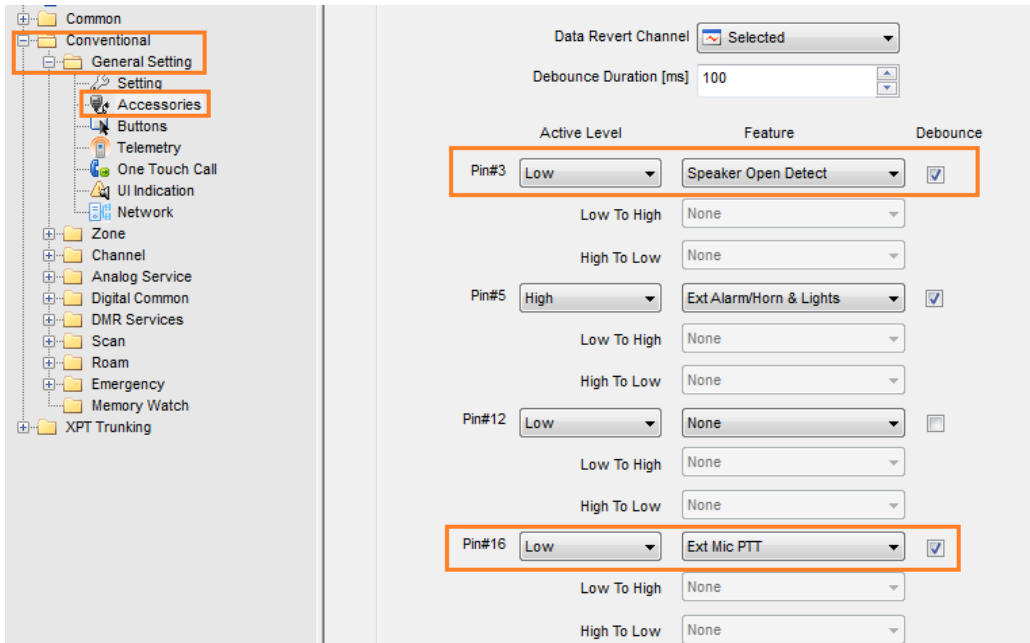 Common
Conventional
General Setting
Setting
Accessories
Buttons
Telemetry
One Touch Call
UI Indication
Network
Zone
Channel
Analog Service
Digital Common
DMR Services
Scan
Roam
Emergency
Memory Watch
XPT Trunking
Data Revert Channel Selected
Debounce Duration [ms] 100
Active Level Feature Debounce
Pin#3 Low Speaker Open Detect
Low To High None
High To Low None
Pin#5 High Ext Alarm/Horn & Lights
Low To High None
High To Low None
Pin#12 Low None
Low To High None
High To Low None
Pin#16 Low Ext Mic PTT
Low To High None
High To Low None